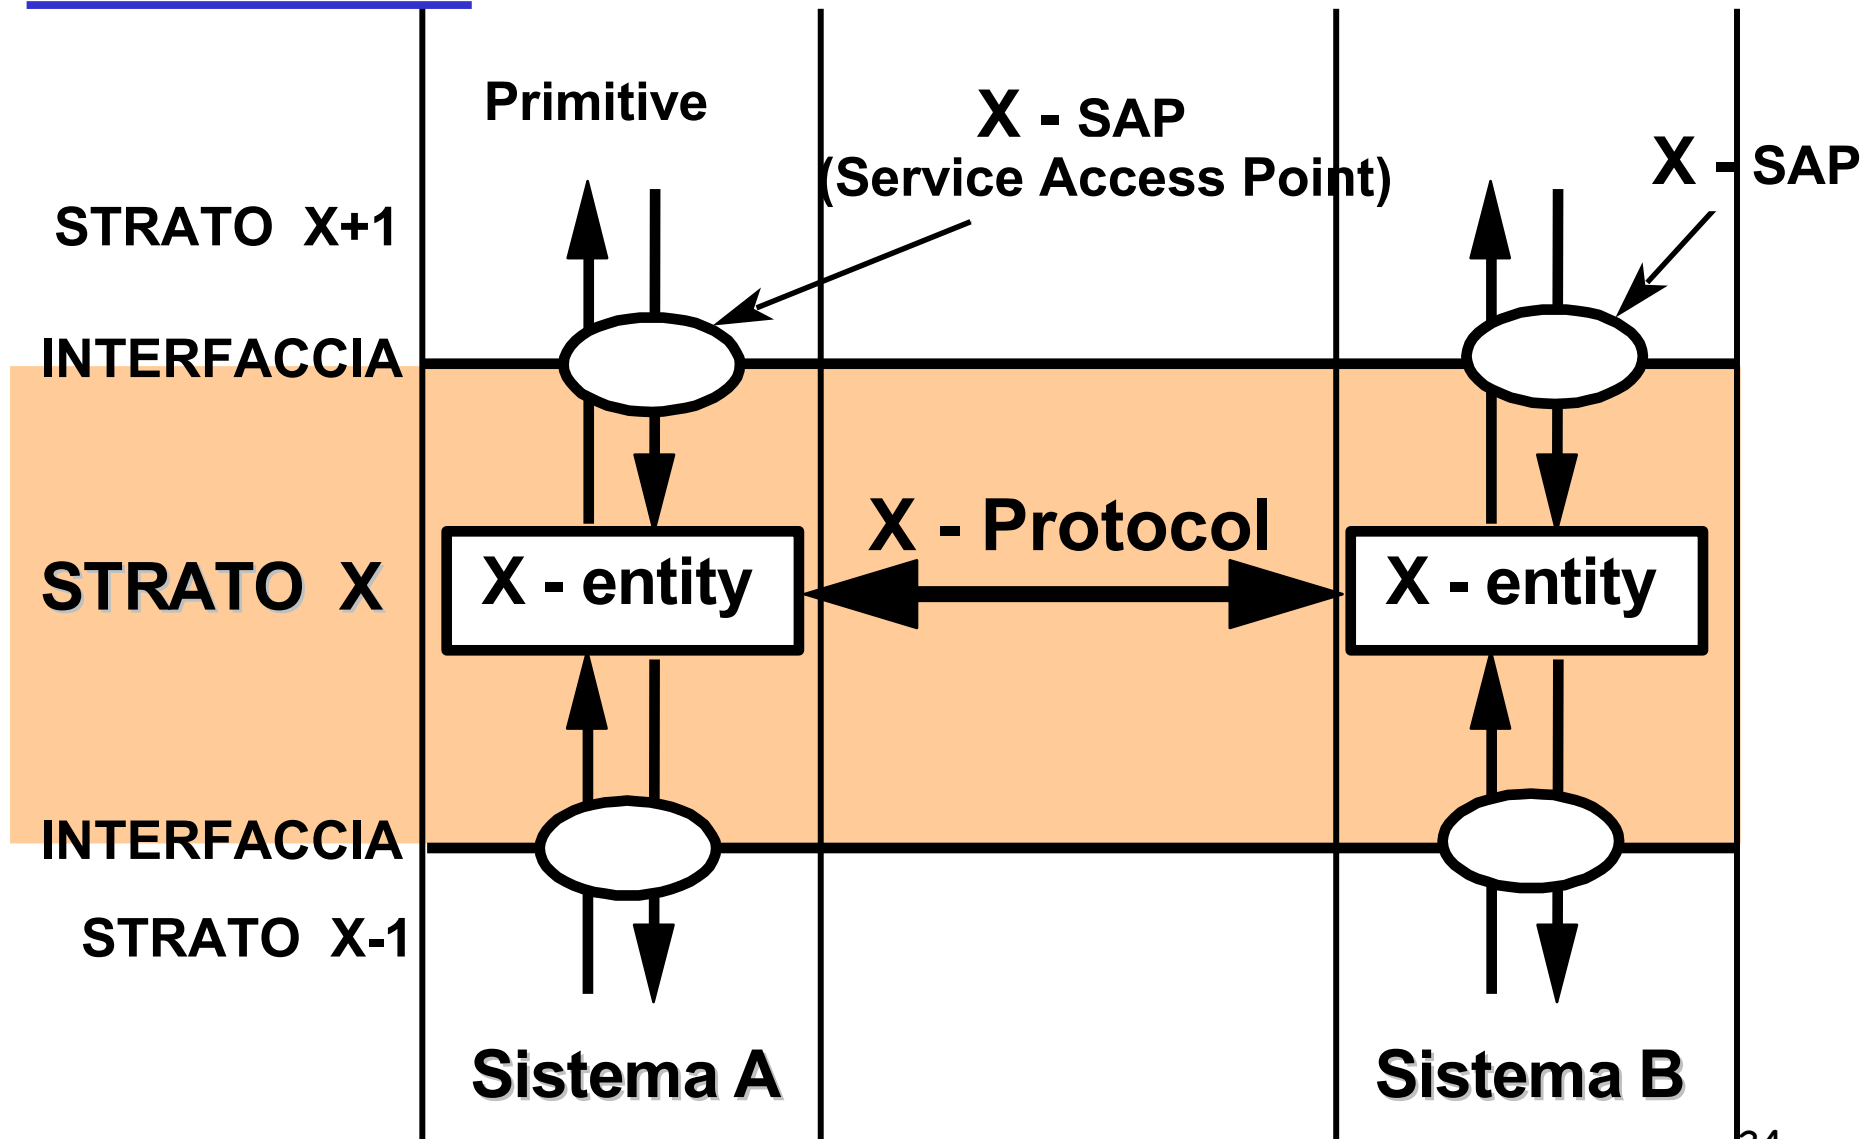 Primitive
X - SAP
(Service Access Point)
X - SAP
STRATO X+1
INTERFACCIA
X - Protocol
STRATO X
X - entity
X - entity
INTERFACCIA
STRATO X-1
Sistema A
Sistema B